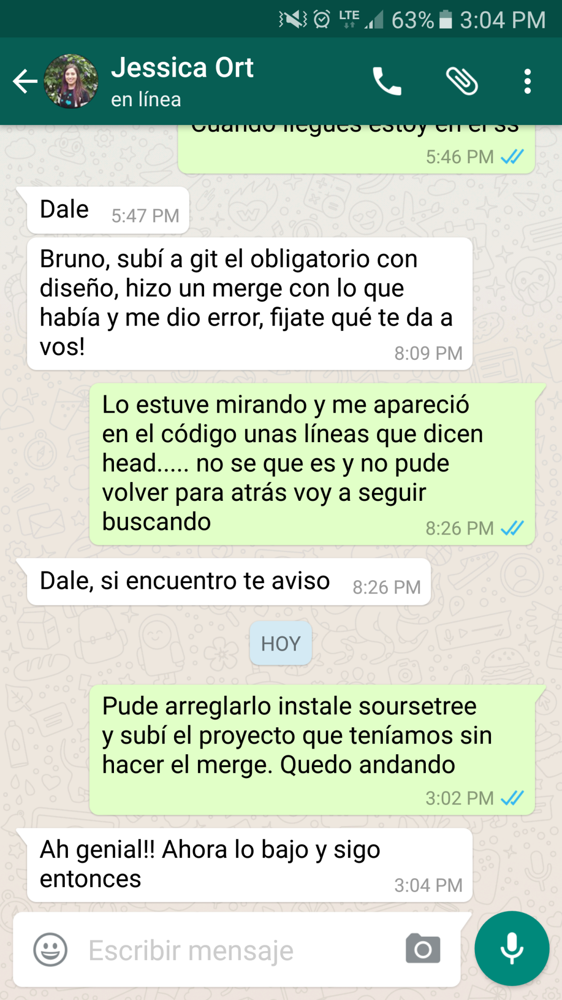 LTE 63% 3:04 PM
Jessica Ort
en línea
Cuando llegues estoy en el ss
5:46 PM
Dale 5:47 PM
Bruno, subí a git el obligatorio con
diseño, hizo un merge con lo que
había y me dio error, fijate qué te da a
vos!
8:09 PM
Lo estuve mirando y me apareció
en el código unas líneas que dicen
head..... no se que es y no pude
volver para atrás voy a seguir
buscando
8:26 PM
Dale, si encuentro te aviso 8:26 PM
HOY
Pude arreglarlo instale soursetree
y subí el proyecto que teníamos sin
hacer el merge. Quedo andando
3:02 PM
Ah genial!! Ahora lo bajo y sigo
entonces
3:04 PM
Escribir mensaje